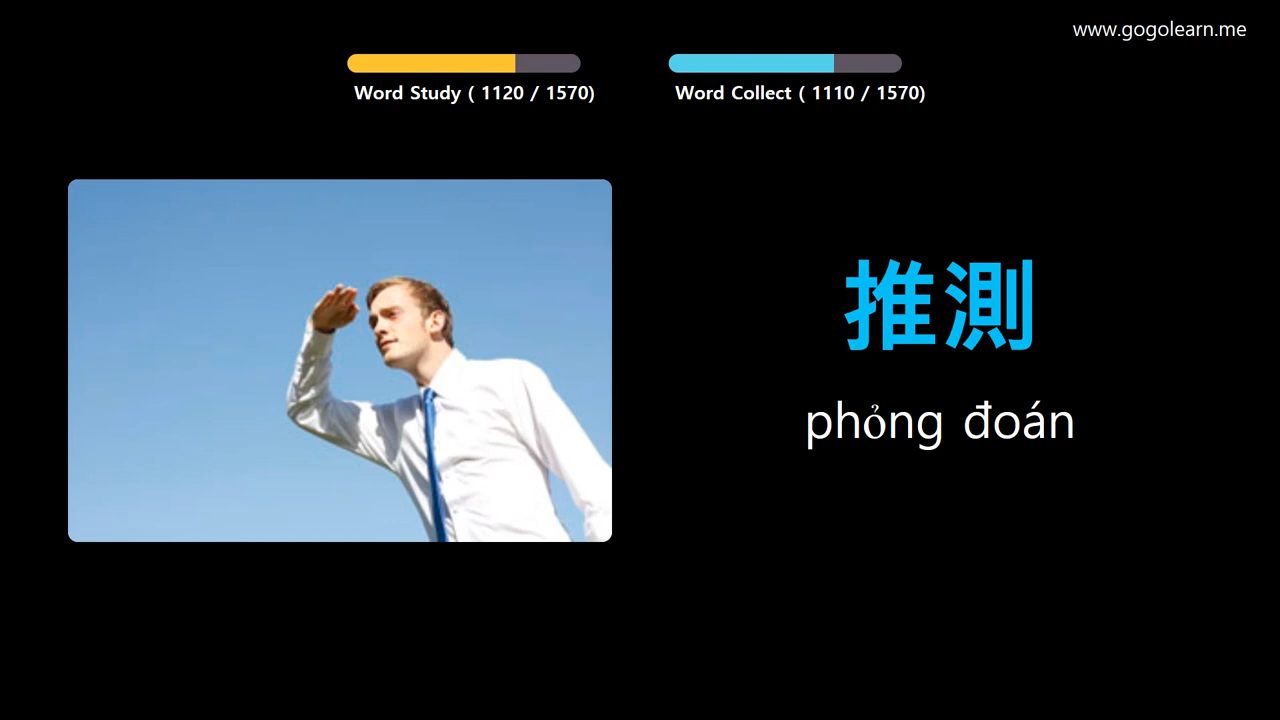 www.gogolearn.me
Word Study ( 1120 / 1570)
Word Collect ( 1110 / 1570)
推測
phỏng đoán